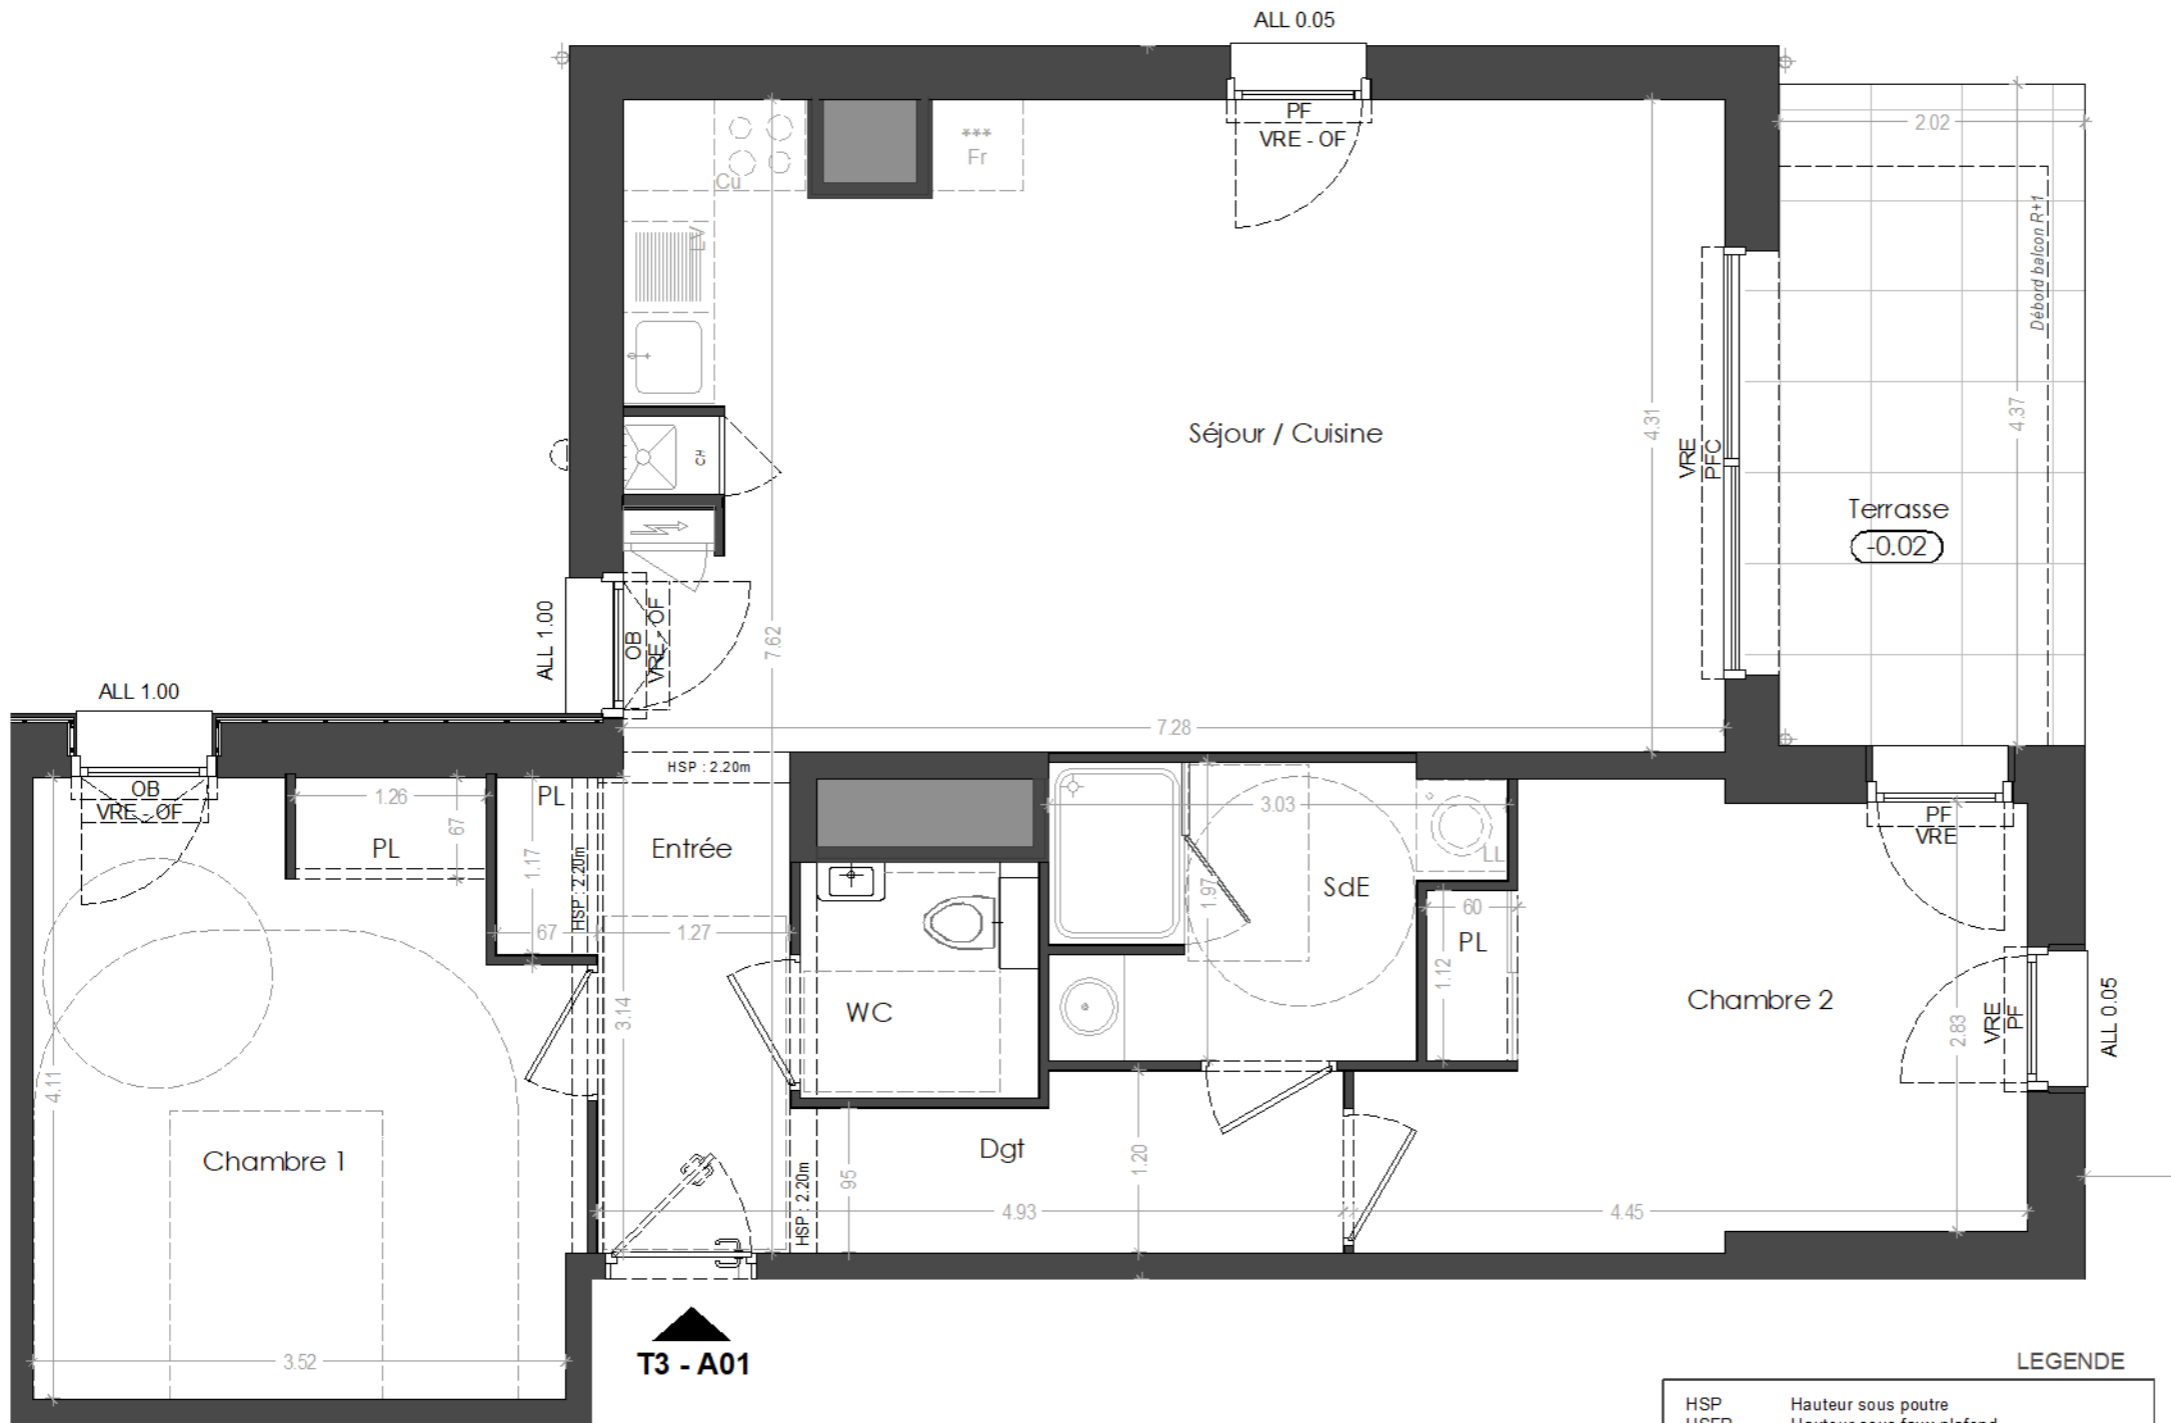 ALL 0.05
PF
VRE - OF
2.02
***
Fr
Cu
LV
Débord balcon R+1
4.31
4.37
Séjour / Cuisine
VRE
PFC
CH
Terrasse
-0.02
ALL 1.00
OB
VRE - OF
7.62
ALL 1.00
7.28
HSP : 2.20m
OB
VRE - OF
1.26
67
PL
PL
1.17
HSP : 2.20m
67
Entrée
1.27
3.03
1.97
SdE
LL
60
PL
1.12
PF
VRE
Chambre 2
2.83
VRE
PF
ALL 0.05
WC
3.14
4.11
Chambre 1
Dgt
95
1.20
HSP : 2.20m
4.93
4.45
3.52
T3 - A01
LEGENDE
HSP Hauteur sous poutre